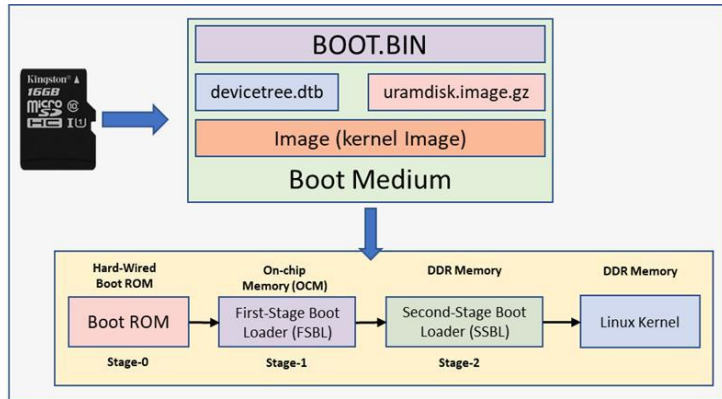 BOOT.BIN
Kingston
16GB
micro
SD 10
HC I U1
devicetree.dtb
uramdisk.image.gz
Image (kernel Image)
Boot Medium
Hard-Wired
Boot ROM
On-chip
Memory (OCM)
DDR Memory
DDR Memory
Boot ROM
First-Stage Boot
Loader (FSBL)
Second-Stage Boot
Loader (SSBL)
Linux Kernel
Stage-0
Stage-1
Stage-2